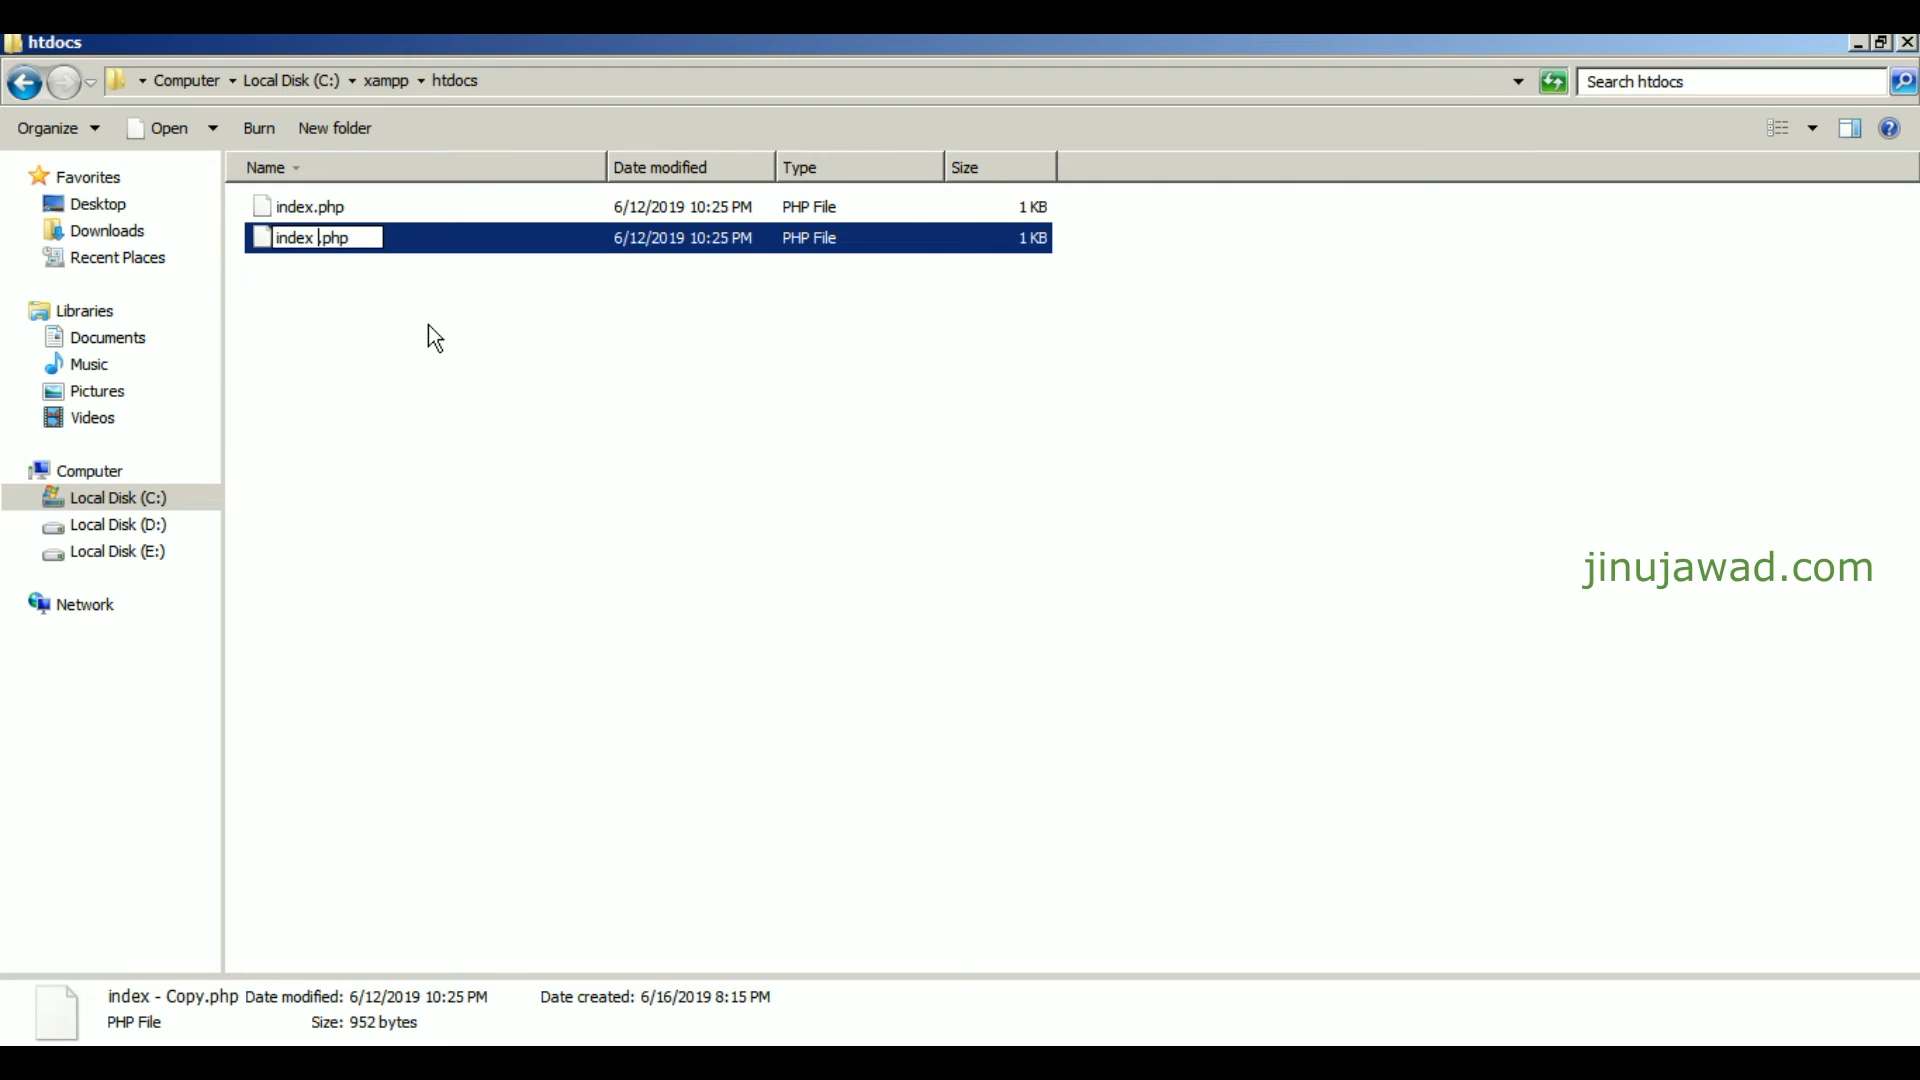 htdocs
Computer Local Disk (C:) xampp htdocs
Search htdocs
Organize Open Burn New folder
Name Date modified Type Size
index.php 6/12/2019 10:25 PM PHP File 1 KB
index .php 6/12/2019 10:25 PM PHP File 1 KB
Favorites
Desktop
Downloads
Recent Places
Libraries
Documents
Music
Pictures
Videos
Computer
Local Disk (C:)
Local Disk (D:)
Local Disk (E:)
Network
jinujawad.com
index - Copy.php Date modified: 6/12/2019 10:25 PM Date created: 6/16/2019 8:15 PM
PHP File Size: 952 bytes